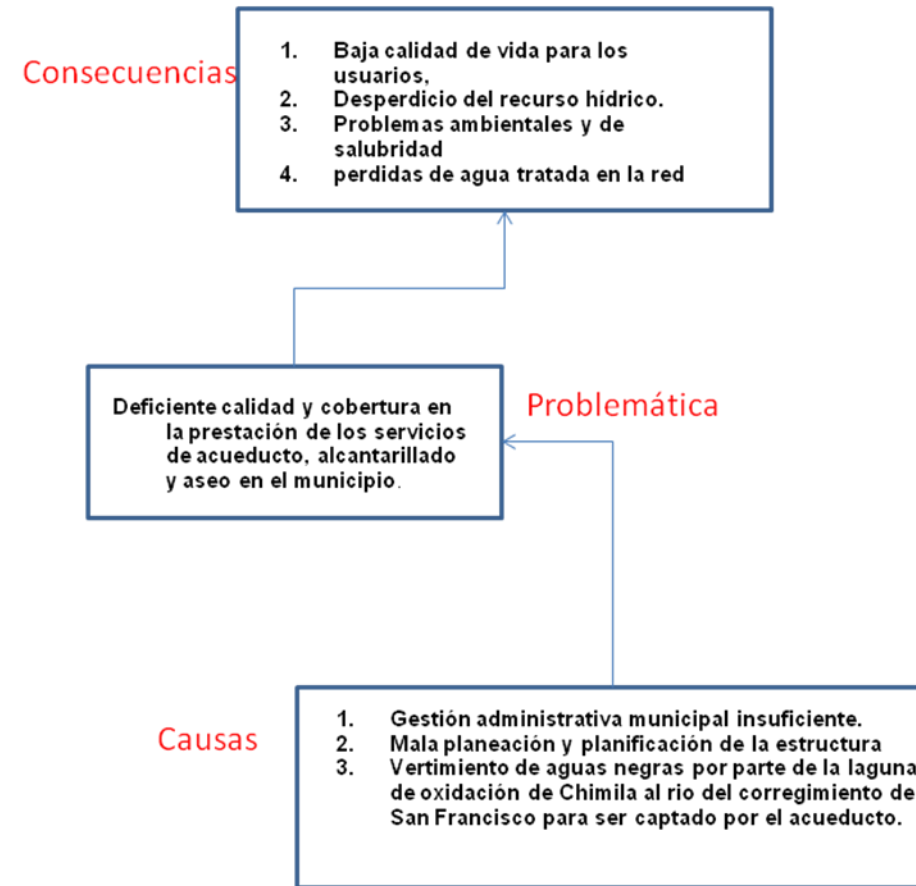 Consecuencias
1. Baja calidad de vida para los
usuarios,
2. Desperdicio del recurso hídrico.
3. Problemas ambientales y de
salubridad
4. perdidas de agua tratada en la red
Deficiente calidad y cobertura en
la prestación de los servicios
de acueducto, alcantarillado
y aseo en el municipio.
Problemática
Causas
1. Gestión administrativa municipal insuficiente.
2. Mala planeación y planificación de la estructura
3. Vertimiento de aguas negras por parte de la laguna
de oxidación de Chimila al rio del corregimiento de
San Francisco para ser captado por el acueducto.